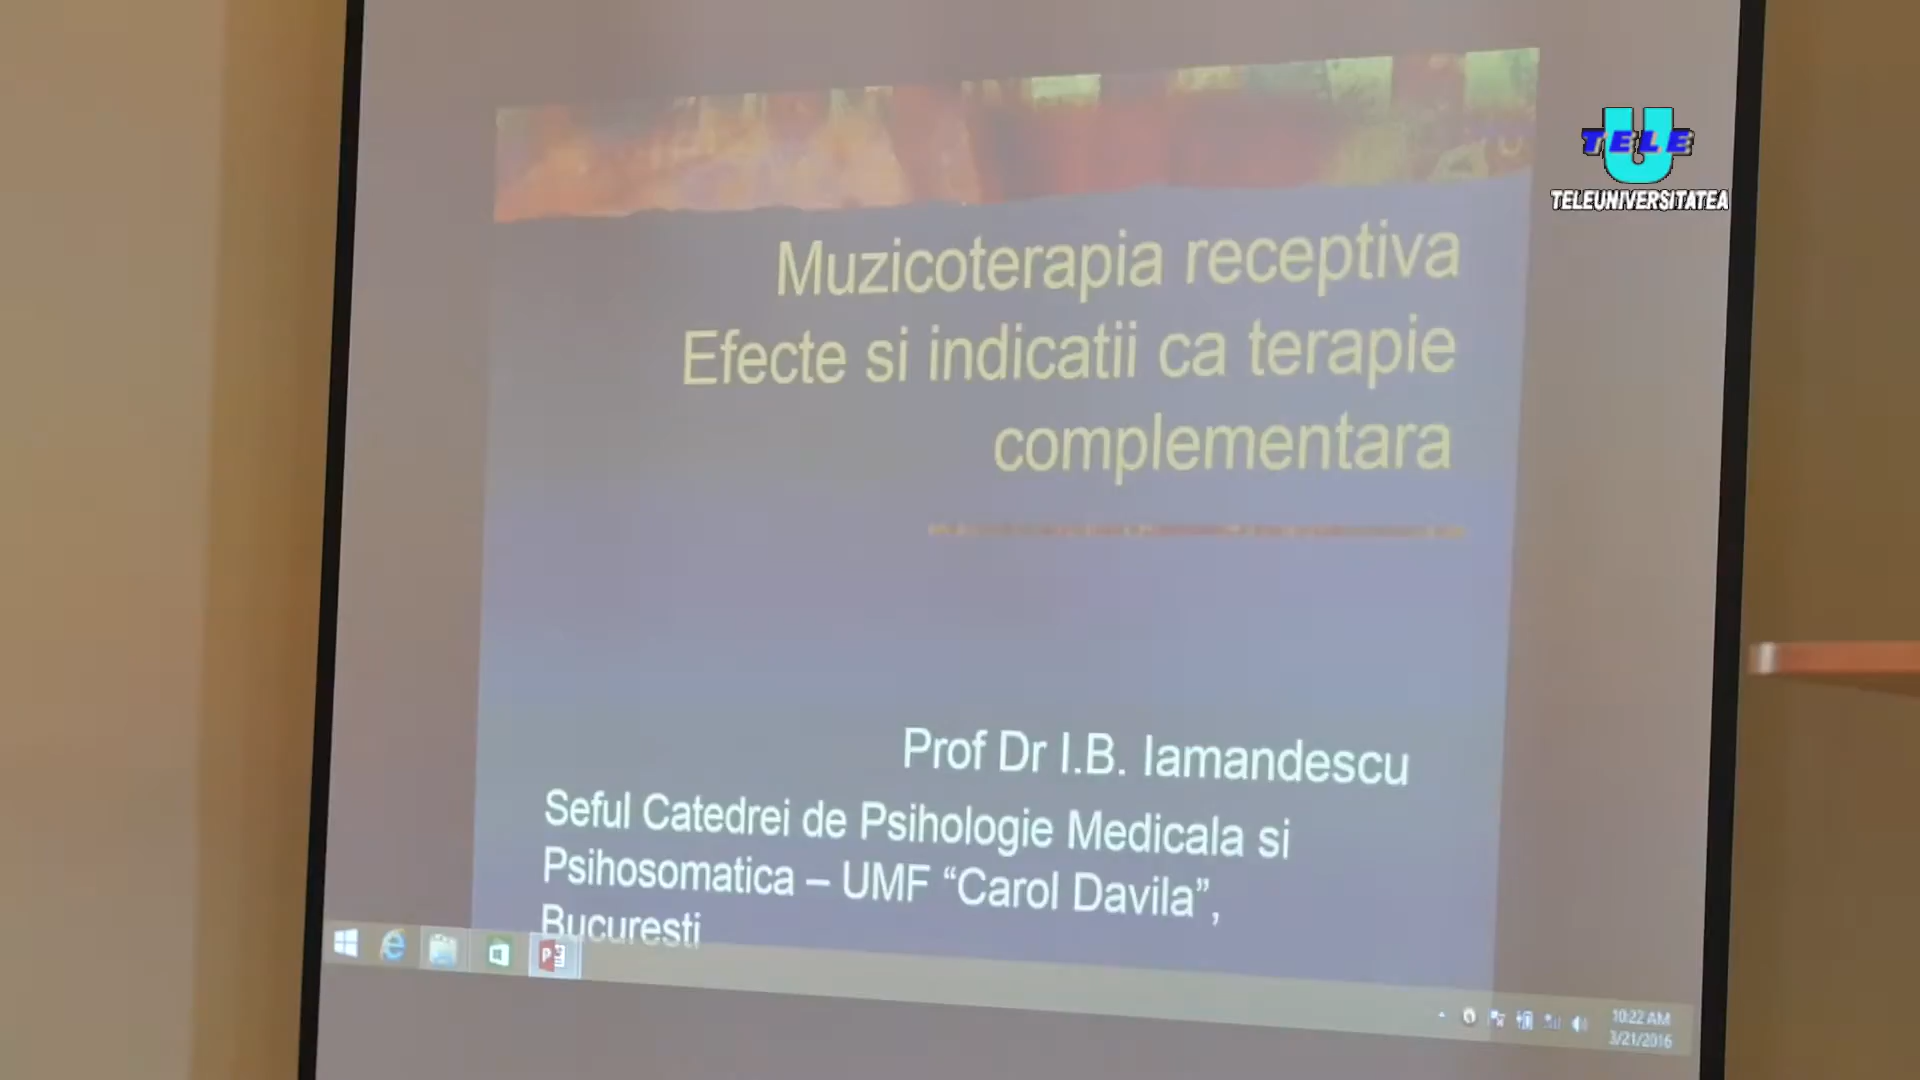 TELE
U
TELEUNIVERSITATEA
Muzicoterapia receptiva
Efecte si indicatii ca terapie
complementara
Prof Dr I.B. Iamandescu
Seful Catedrei de Psihologie Medicala si
Psihosomatica – UMF “Carol Davila”,
Bucuresti
10:22 AM
3/21/2016